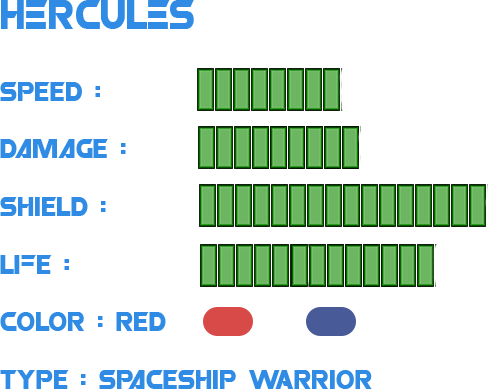 HERCULES
SPEED :
DAMAGE :
SHIELD :
LIFE :
COLOR : RED
TYPE : SPACESHIP WARRIOR